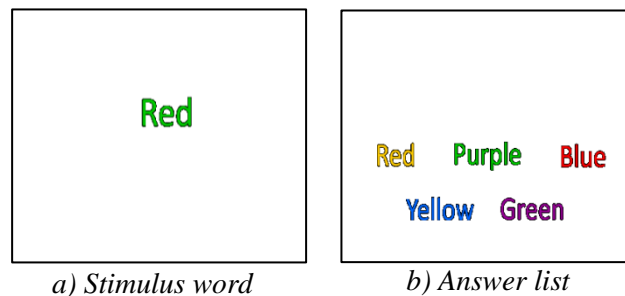 Red
Red Purple Blue
Yellow Green
a) Stimulus word
b) Answer list